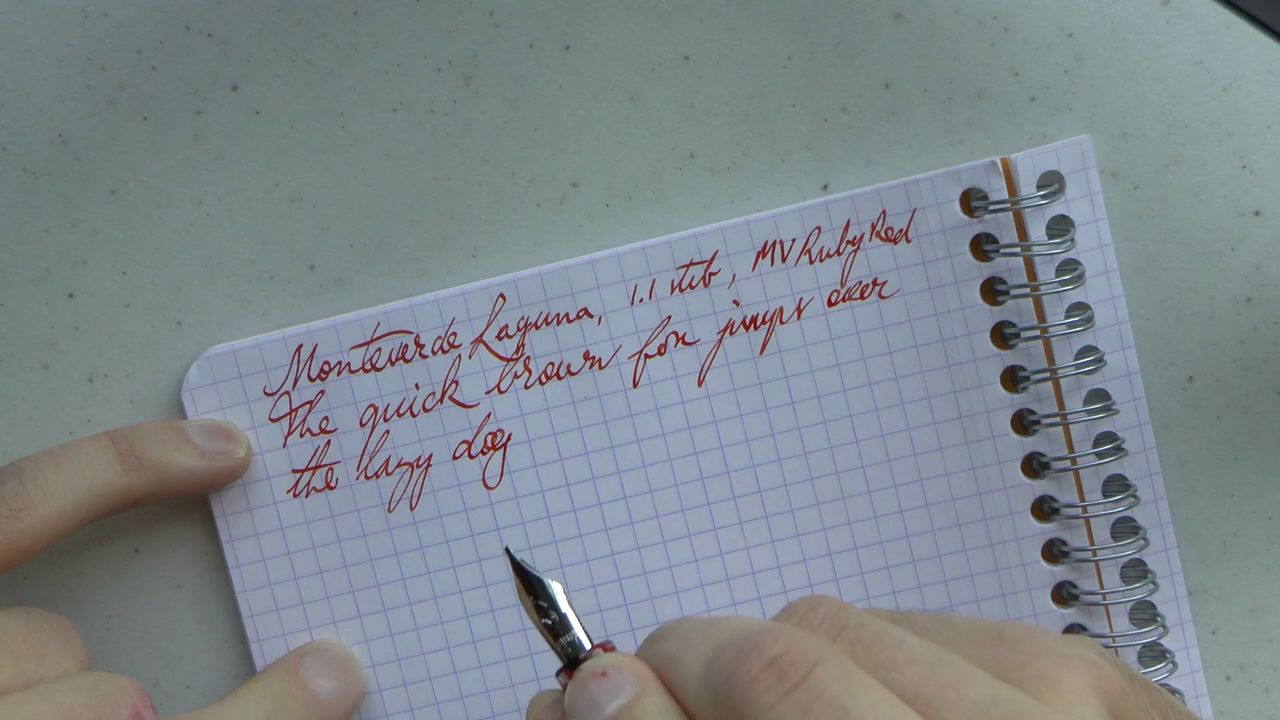 Monteverde Laguna, 1.1 stub, MV Ruby Red
The quick brown fox jumps over
the lazy dog